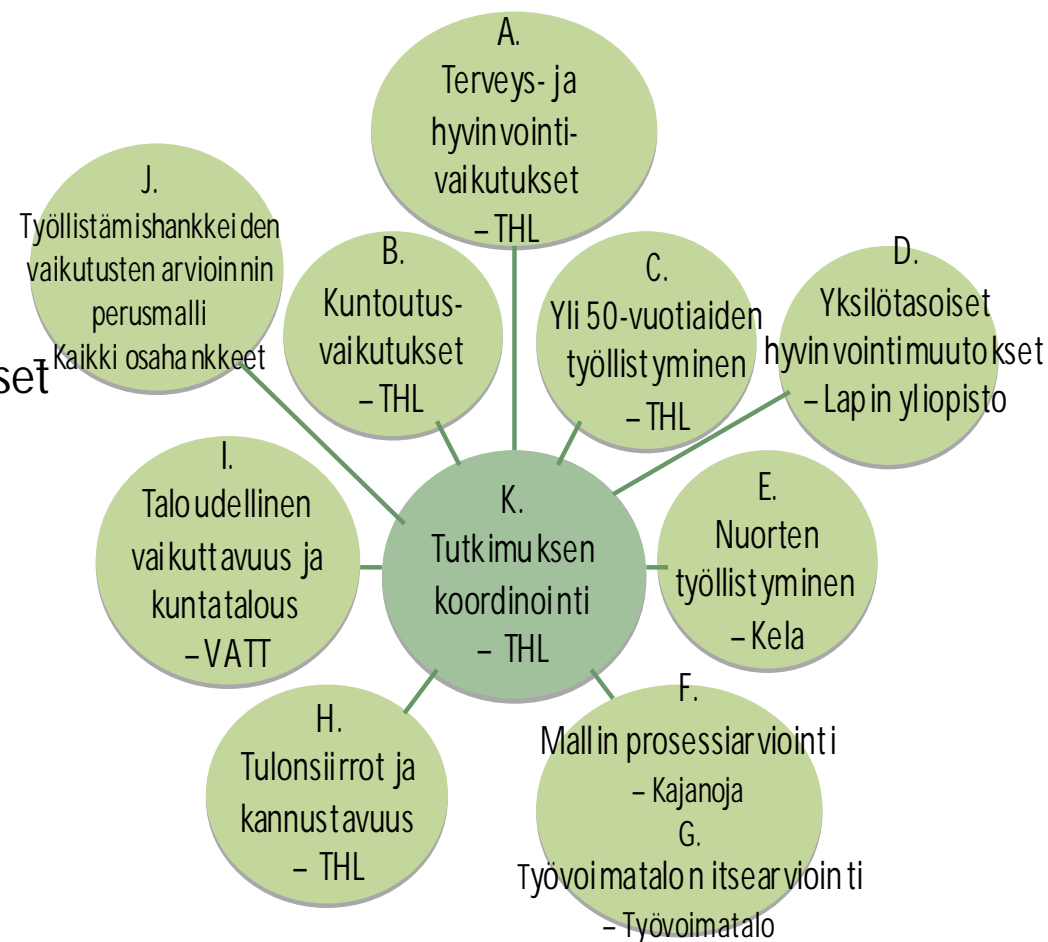 A.
Terveys- ja
hyvinvointi-
vaikutukset
– THL
J.
Työllistämishankkeiden
vaikutusten arvioinnin
perusmalli
- Kaikki osahankkeet
set
B.
Kuntoutus-
vaikutukset
– THL
C.
Yli 50-vuotiaiden
työllistyminen
– THL
D.
Yksilötasoiset
hyvinvointimuutokset
– Lapin yliopisto
I.
Taloudellinen
vaikuttavuus ja
kuntatalous
– VATT
K.
Tutkimuksen
koordinointi
– THL
E.
Nuorten
työllistyminen
– Kela
H.
Tulonsiirrot ja
kannustavuus
– THL
F.
Mallin prosessiarviointi
– Kajanoja
G.
Työvoimatalon itsearviointi
– Työvoimatalo